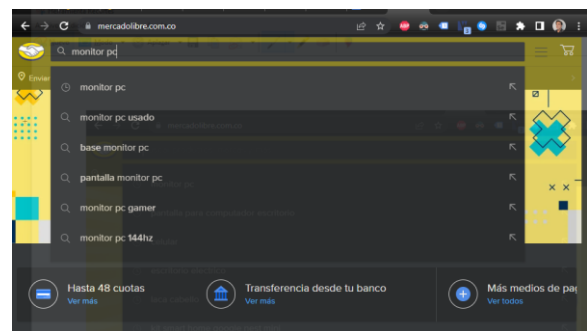 mercadolibre.com.co
monitor pc
Enviar
monitor pc
monitor pc usado
base monitor pc
pantalla monitor pc
monitor pc gamer
monitor pc 144hz
Hasta 48 cuotas
Ver más
Transferencia desde tu banco
Ver más
Más medios de pag
Ver todos